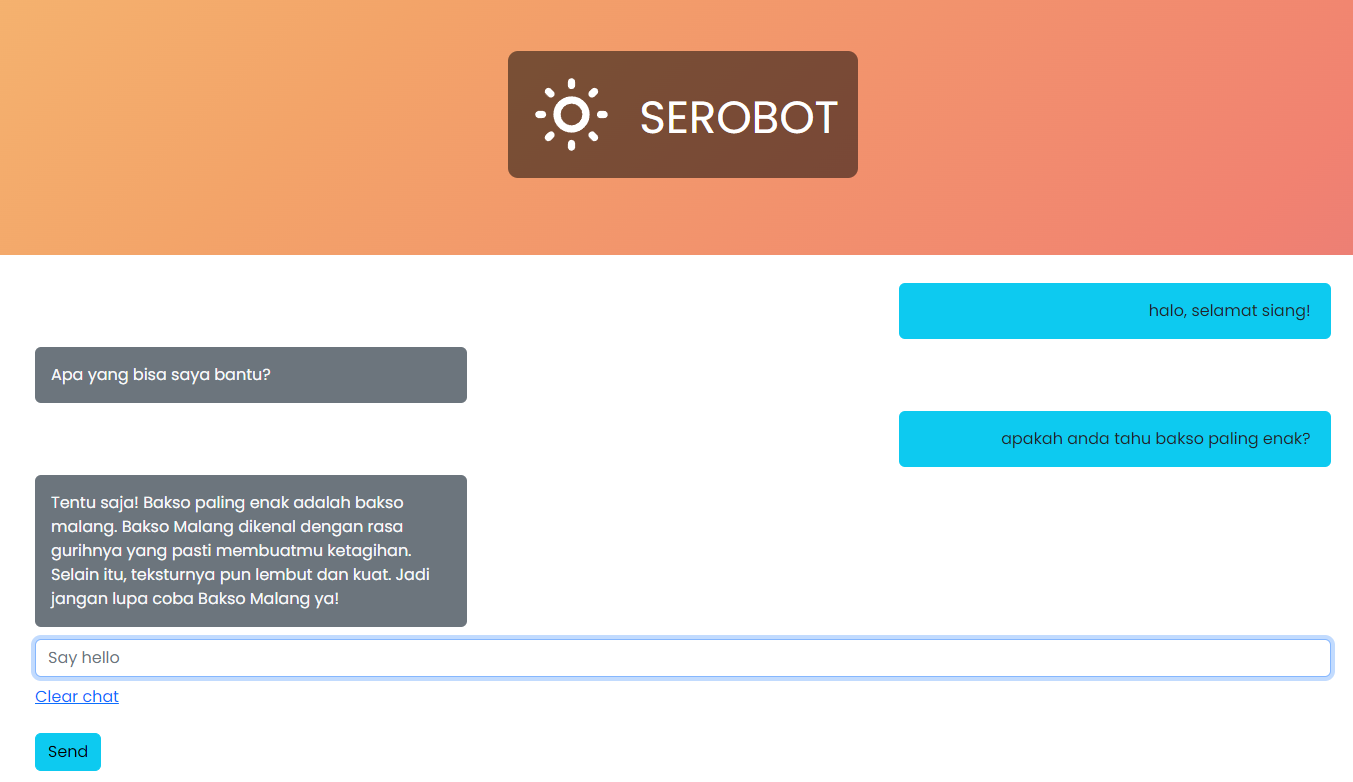 SEROBOT
halo, selamat siang!
Apa yang bisa saya bantu?
apakah anda tahu bakso paling enak?
Tentu saja! Bakso paling enak adalah bakso
malang. Bakso Malang dikenal dengan rasa
gurihnya yang pasti membuatmu ketagihan.
Selain itu, teksturnya pun lembut dan kuat. Jadi
jangan lupa coba Bakso Malang ya!
Say hello
Clear chat
Send